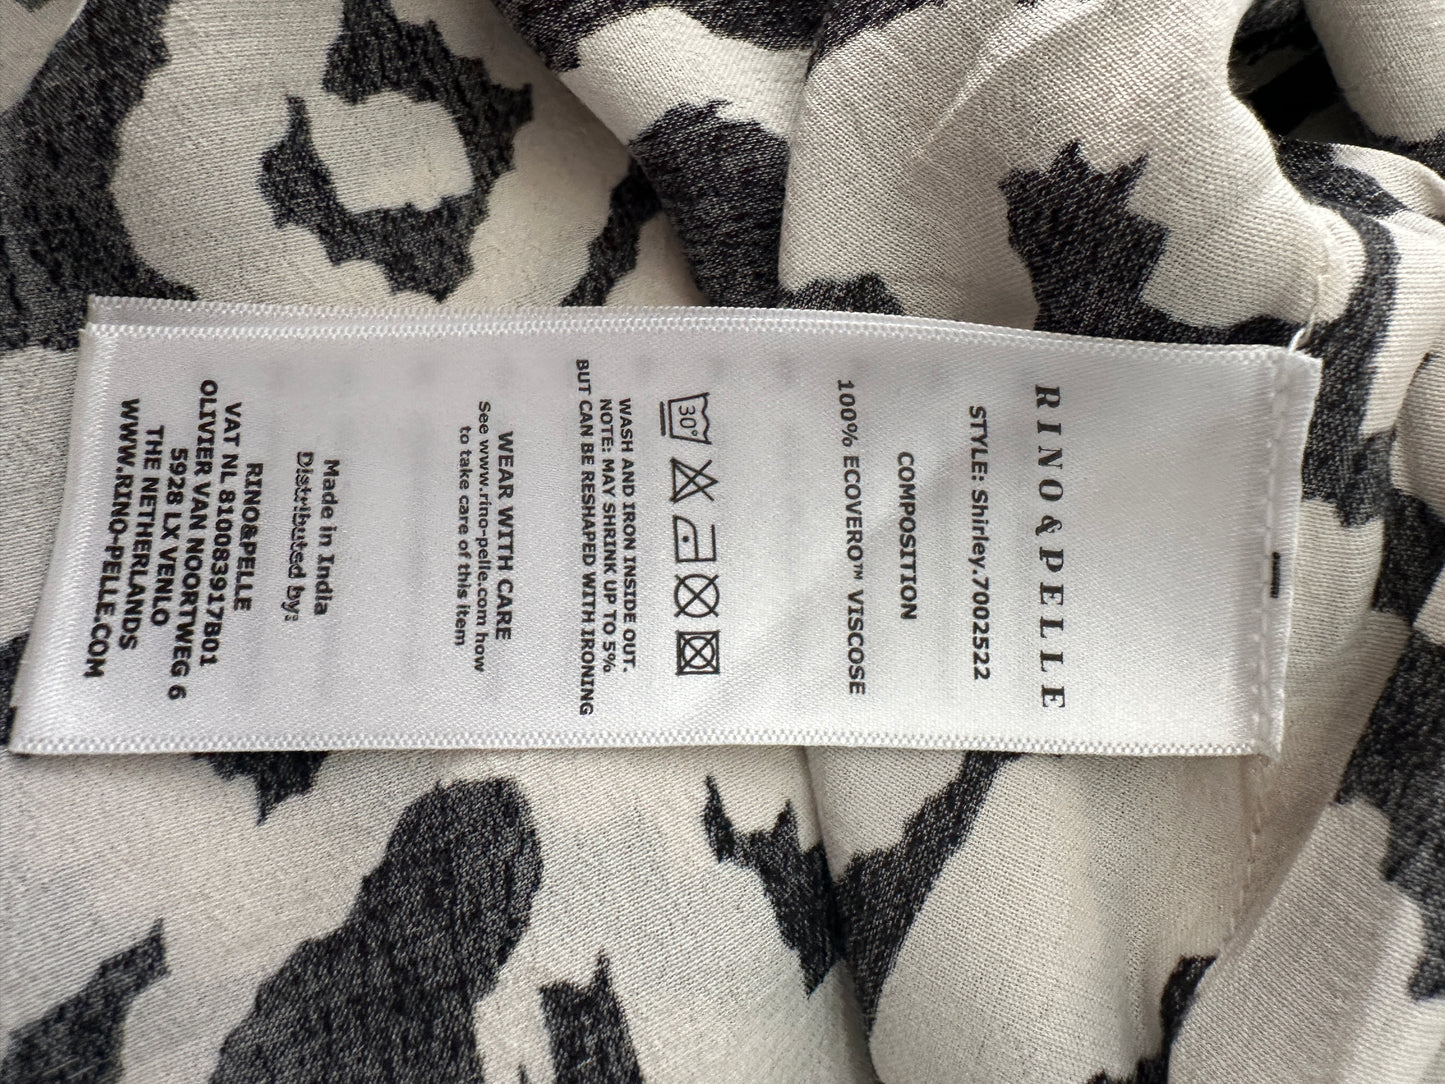 RINO&PELLE
STYLE: Shirley.7002522
COMPOSITION
100% ECOVERO™ VISCOSE
30°
WASH AND IRON INSIDE OUT.
NOTE: MAY SHRINK UP TO 5%
BUT CAN BE RESHAPED WITH IRONING
WEAR WITH CARE
See www.rino-pelle.com how
to take care of this item
Made in India
Distributed by:
RINO&PELLE
VAT NL 810083917B01
OLIVIER VAN NOORTWEG 6
5928 LX VENLO
THE NETHERLANDS
WWW.RINO-PELLE.COM